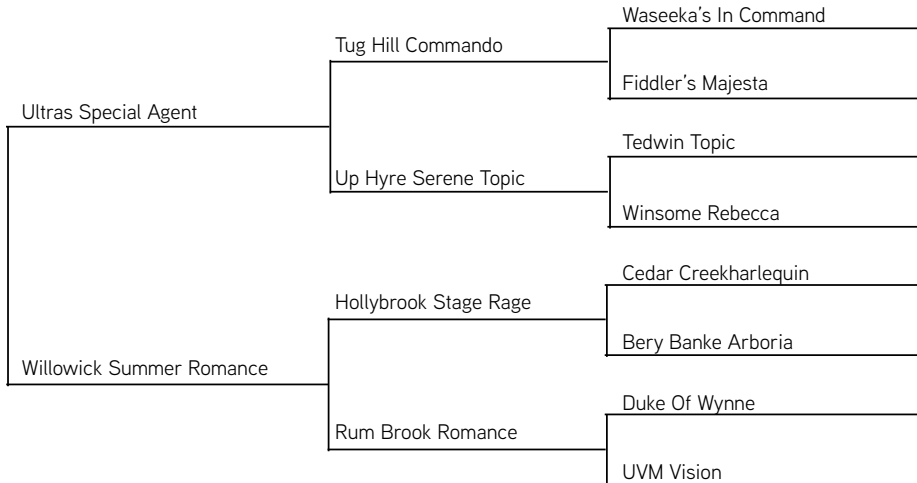 Waseeka's In Command
Tug Hill Commando
Fiddler's Majesta
Ultras Special Agent
Tedwin Topic
Up Hyre Serene Topic
Winsome Rebecca
Cedar Creekharlequin
Hollybrook Stage Rage
Bery Banke Arboria
Willowick Summer Romance
Duke Of Wynne
Rum Brook Romance
UVM Vision